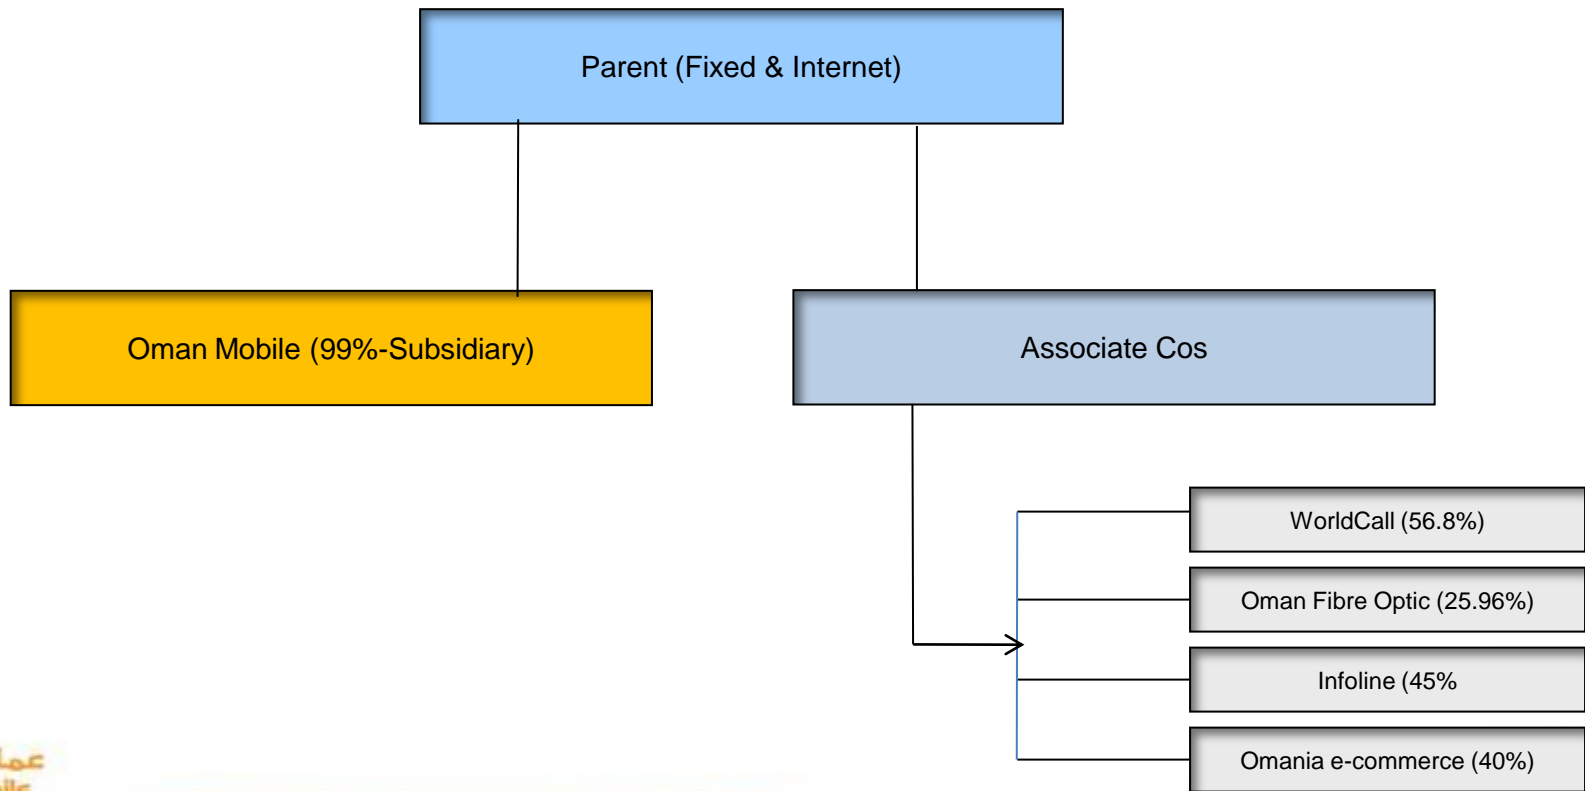 Parent (Fixed & Internet)
Oman Mobile (99%-Subsidiary)
Associate Cos
WorldCall (56.8%)
Oman Fibre Optic (25.96%)
Infoline (45%
Omania e-commerce (40%)